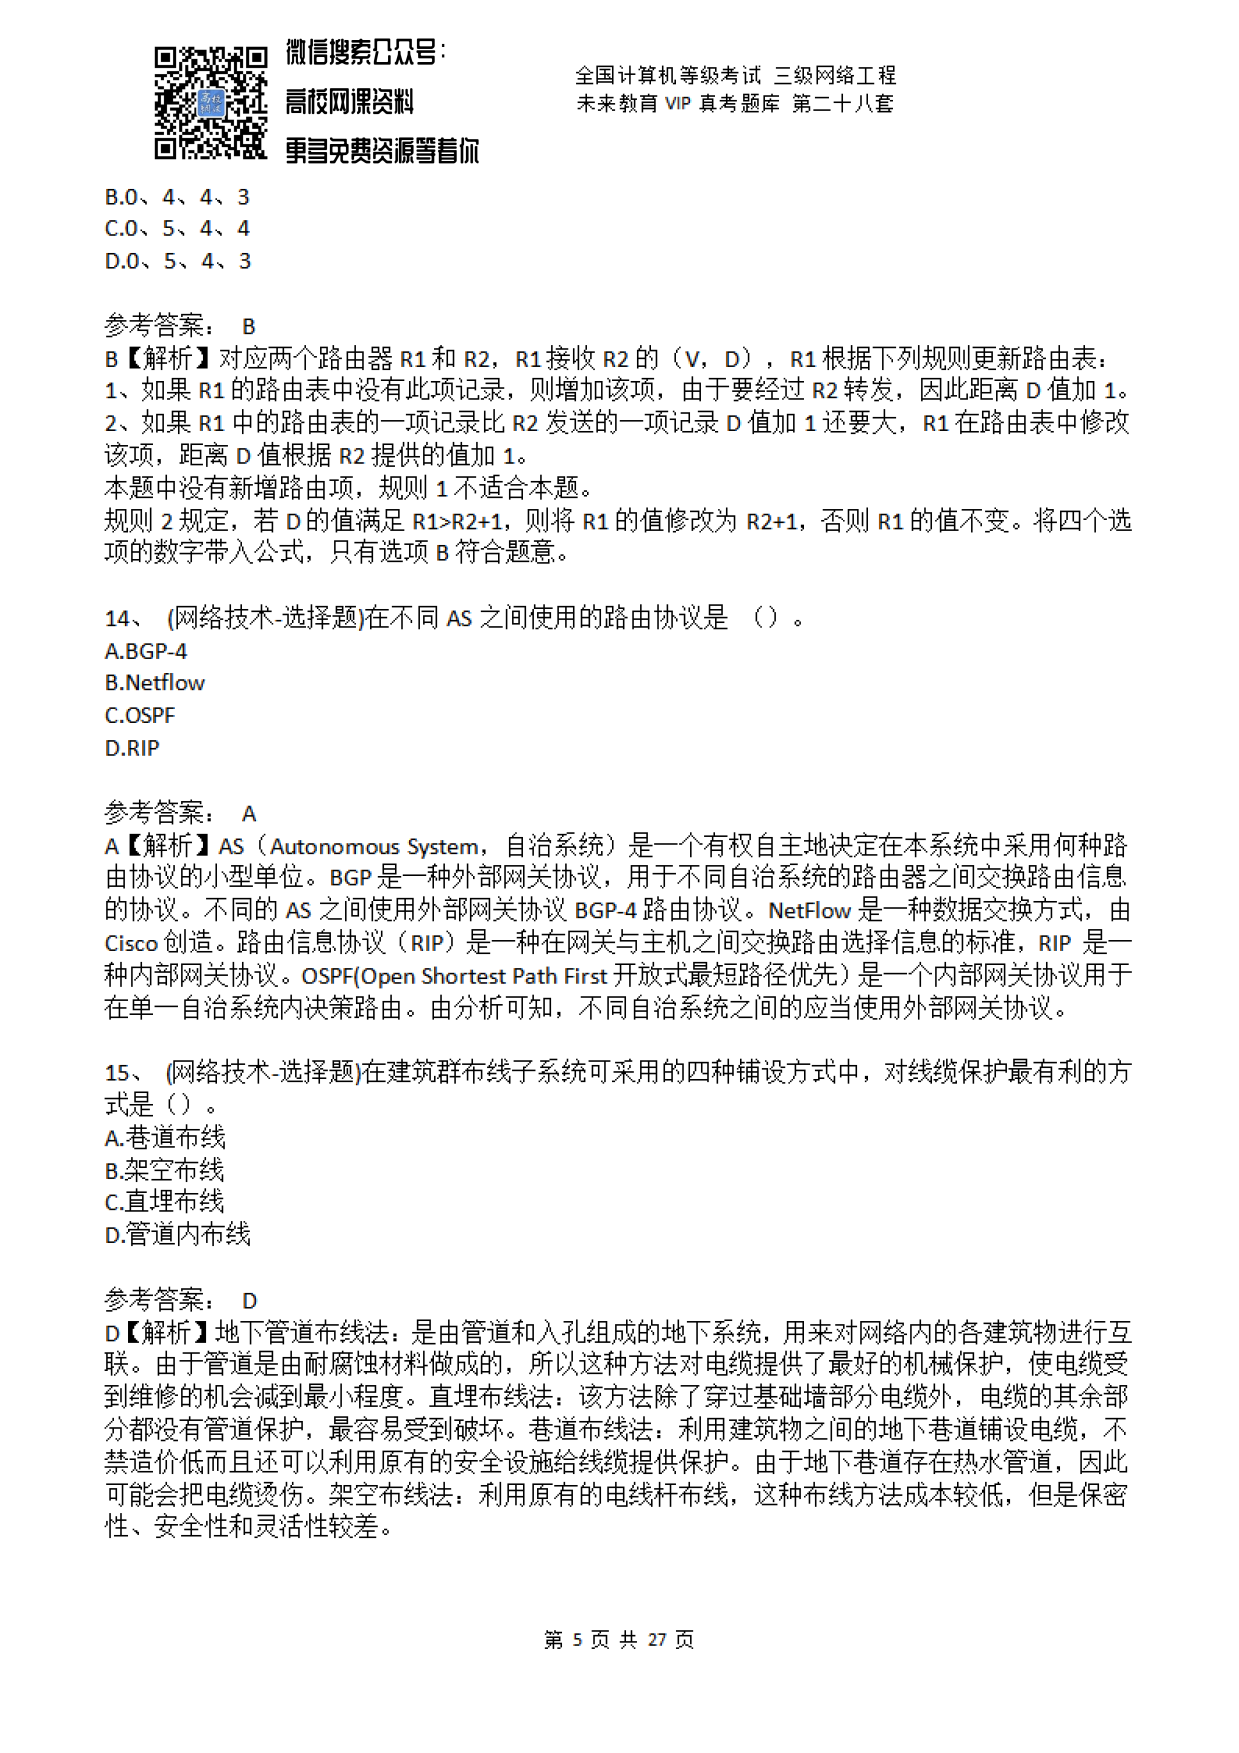 微信搜索公众号：
高校网课资料
更多免费资源等着你
全国计算机等级考试 三级网络工程
未来教育 VIP 真考题库 第二十八套
B.0、4、4、3
C.0、5、4、4
D.0、5、4、3
参考答案： B
B【解析】对应两个路由器 R1 和 R2，R1 接收 R2 的（V，D），R1 根据下列规则更新路由表：
1、如果 R1 的路由表中没有此项记录，则增加该项，由于要经过 R2 转发，因此距离 D 值加 1。
2、如果 R1 中的路由表的一项记录比 R2 发送的一项记录 D 值加 1 还要大，R1 在路由表中修改
该项，距离 D 值根据 R2 提供的值加 1。
本题中没有新增路由项，规则 1 不适合本题。
规则 2 规定，若 D 的值满足 R1>R2+1，则将 R1 的值修改为 R2+1，否则 R1 的值不变。将四个选
项的数字带入公式，只有选项 B 符合题意。
14、 (网络技术-选择题)在不同 AS 之间使用的路由协议是 （）。
A.BGP-4
B.Netflow
C.OSPF
D.RIP
参考答案： A
A【解析】AS（Autonomous System，自治系统）是一个有权自主地决定在本系统中采用何种路
由协议的小型单位。BGP 是一种外部网关协议，用于不同自治系统的路由器之间交换路由信息
的协议。不同的 AS 之间使用外部网关协议 BGP-4 路由协议。NetFlow 是一种数据交换方式，由
Cisco 创造。路由信息协议（RIP）是一种在网关与主机之间交换路由选择信息的标准，RIP 是一
种内部网关协议。OSPF(Open Shortest Path First 开放式最短路径优先）是一个内部网关协议用于
在单一自治系统内决策路由。由分析可知，不同自治系统之间的应当使用外部网关协议。
15、 (网络技术-选择题)在建筑群布线子系统可采用的四种铺设方式中，对线缆保护最有利的方
式是（）。
A.巷道布线
B.架空布线
C.直埋布线
D.管道内布线
参考答案： D
D【解析】地下管道布线法：是由管道和入孔组成的地下系统，用来对网络内的各建筑物进行互
联。由于管道是由耐腐蚀材料做成的，所以这种方法对电缆提供了最好的机械保护，使电缆受
到维修的机会减到最小程度。直埋布线法：该方法除了穿过基础墙部分电缆外，电缆的其余部
分都没有管道保护，最容易受到破坏。巷道布线法：利用建筑物之间的地下巷道铺设电缆，不
禁造价低而且还可以利用原有的安全设施给线缆提供保护。由于地下巷道存在热水管道，因此
可能会把电缆烫伤。架空布线法：利用原有的电线杆布线，这种布线方法成本较低，但是保密
性、安全性和灵活性较差。
第 5 页 共 27 页